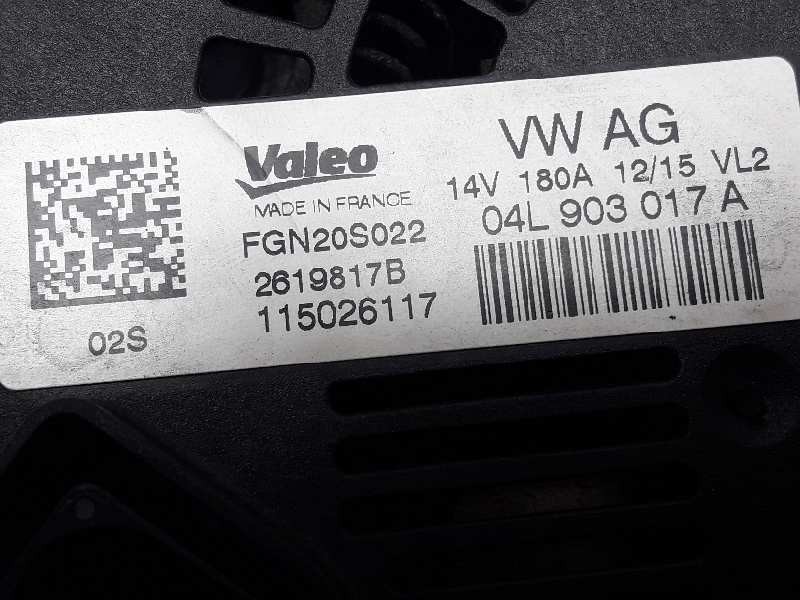 Valeo
MADE IN FRANCE
FGN20S022
2619817B
115026117
02S
VW AG
14V 180A 12/15 VL2
04L 903 017 A